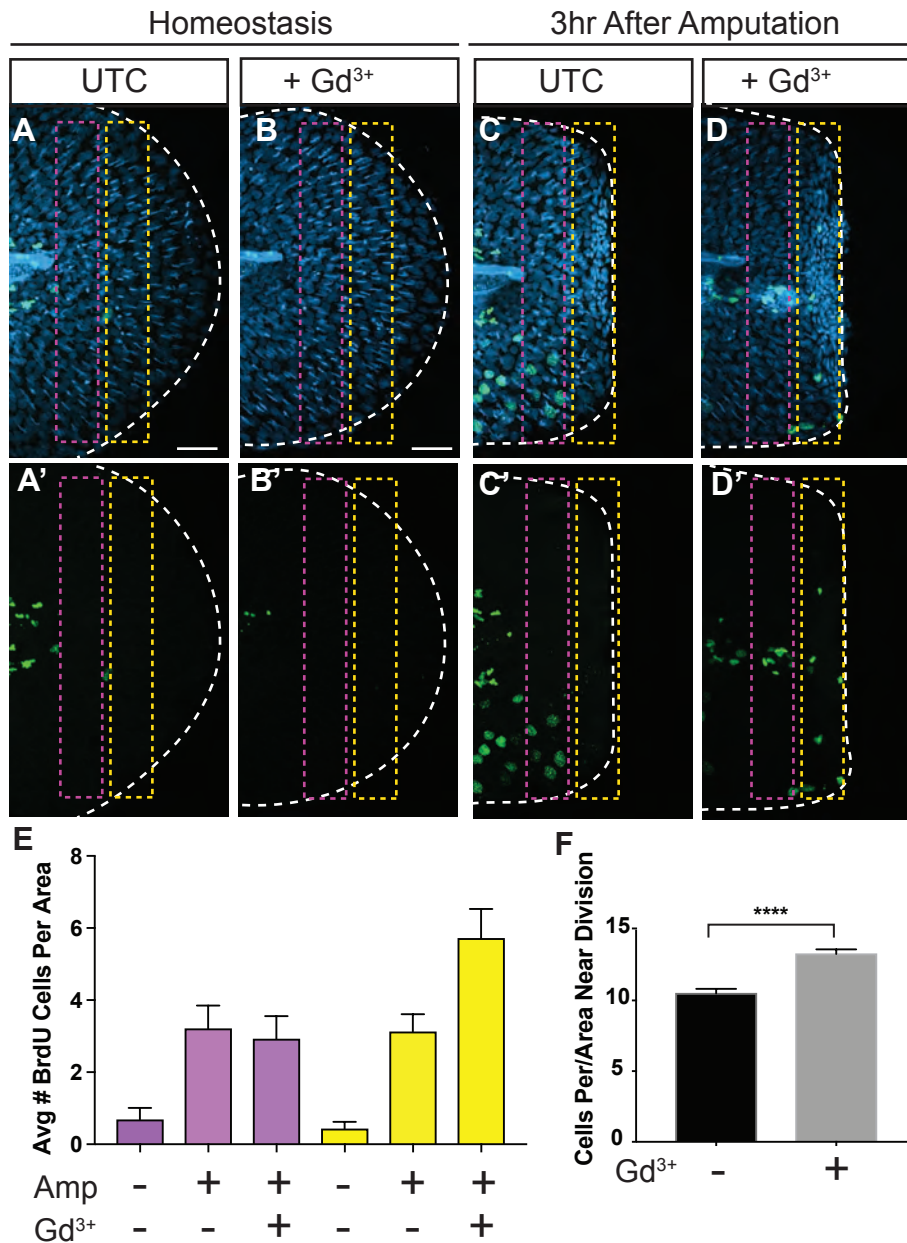 Homeostasis
3hr After Amputation
UTC
+ Gd³⁺
UTC
+ Gd³⁺
A
B
C
D
A'
B'
C'
D'
E
Avg # BrdU Cells Per Area
8
6
4
2
0
Amp - + + - + +
Gd³⁺ - - + - - +
F
Cells Per/Area Near Division
****
15
10
5
0
Gd³⁺ - +